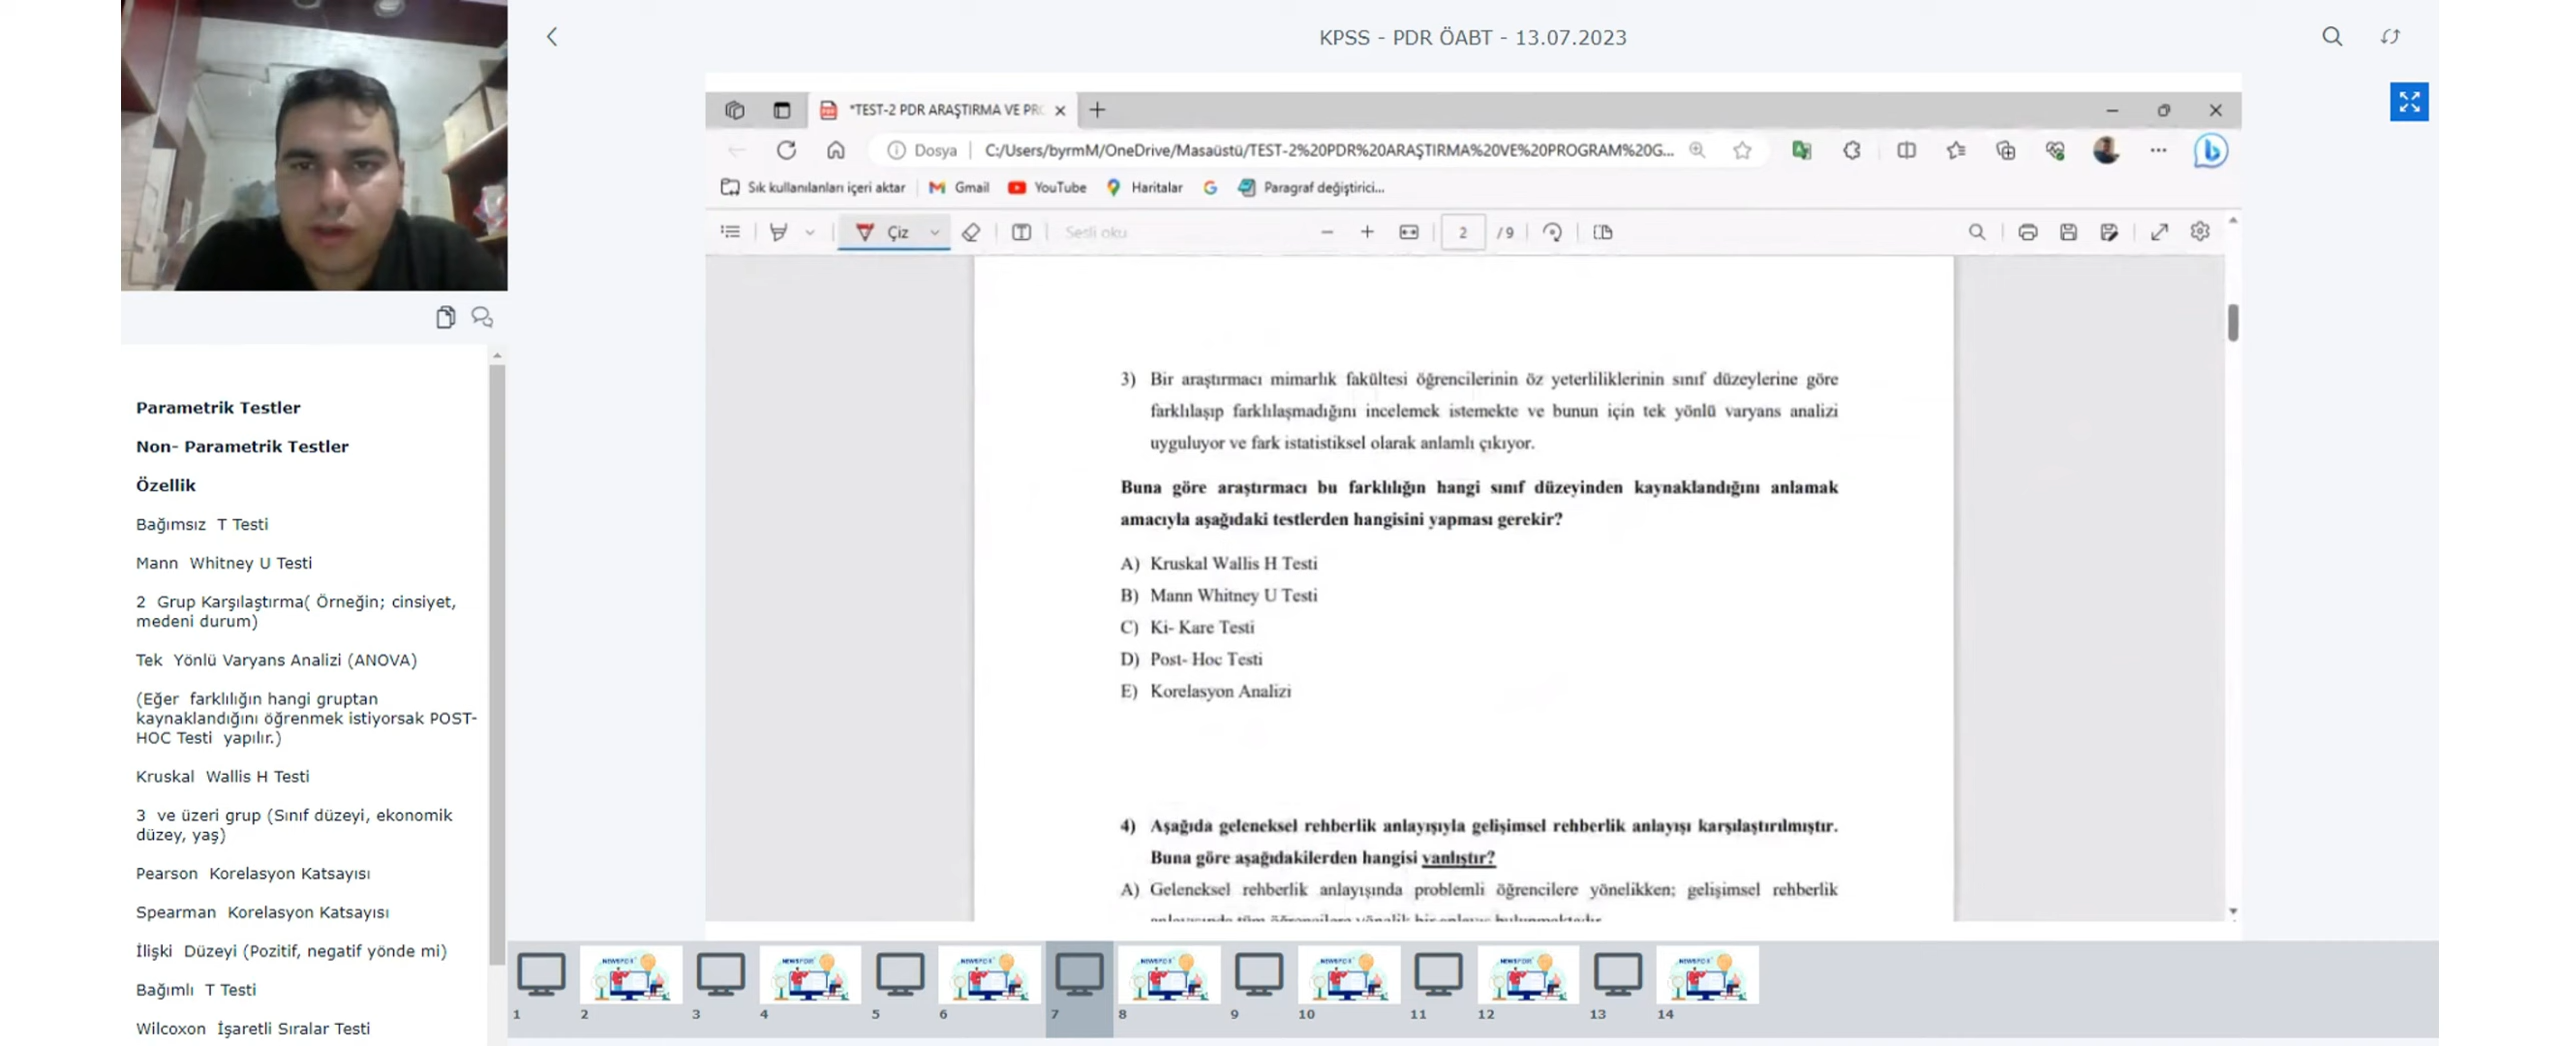 KPSS - PDR ÖABT - 13.07.2023
*TEST-2 PDR ARAŞTIRMA VE PR
Dosya
C:/Users/byrmM/OneDrive/Masaüstü/TEST-2%20PDR%20ARAŞTIRMA%20VE%20PROGRAM%20G...
Sık kullanılanları içeri aktar
Gmail
YouTube
Haritalar
Paragraf değiştirici...
Çiz
Sesli oku
2
/ 9
Parametrik Testler
Non- Parametrik Testler
Özellik
Bağımsız T Testi
Mann Whitney U Testi
2 Grup Karşılaştırma( Örneğin; cinsiyet,
medeni durum)
Tek Yönlü Varyans Analizi (ANOVA)
(Eğer farklılığın hangi gruptan
kaynaklandığını öğrenmek istiyorsak POST-
HOC Testi yapılır.)
Kruskal Wallis H Testi
3 ve üzeri grup (Sınıf düzeyi, ekonomik
düzey, yaş)
Pearson Korelasyon Katsayısı
Spearman Korelasyon Katsayısı
İlişki Düzeyi (Pozitif, negatif yönde mi)
Bağımlı T Testi
Wilcoxon İşaretli Sıralar Testi
3) Bir araştırmacı mimarlık fakültesi öğrencilerinin öz yeterliliklerinin sınıf düzeylerine göre
farklılaşıp farklılaşmadığını incelemek istemekte ve bunun için tek yönlü varyans analizi
uyguluyor ve fark istatistiksel olarak anlamlı çıkıyor.
Buna göre araştırmacı bu farklılığın hangi sınıf düzeyinden kaynaklandığını anlamak
amacıyla aşağıdaki testlerden hangisini yapması gerekir?
A) Kruskal Wallis H Testi
B) Mann Whitney U Testi
C) Ki- Kare Testi
D) Post- Hoc Testi
E) Korelasyon Analizi
4) Aşağıda geleneksel rehberlik anlayışıyla gelişimsel rehberlik anlayışı karşılaştırılmıştır.
Buna göre aşağıdakilerden hangisi yanlıştır?
A) Geleneksel rehberlik anlayışında problemli öğrencilere yönelikken; gelişimsel rehberlik
1 2 3 4 5 6 7 8 9 10 11 12 13 14